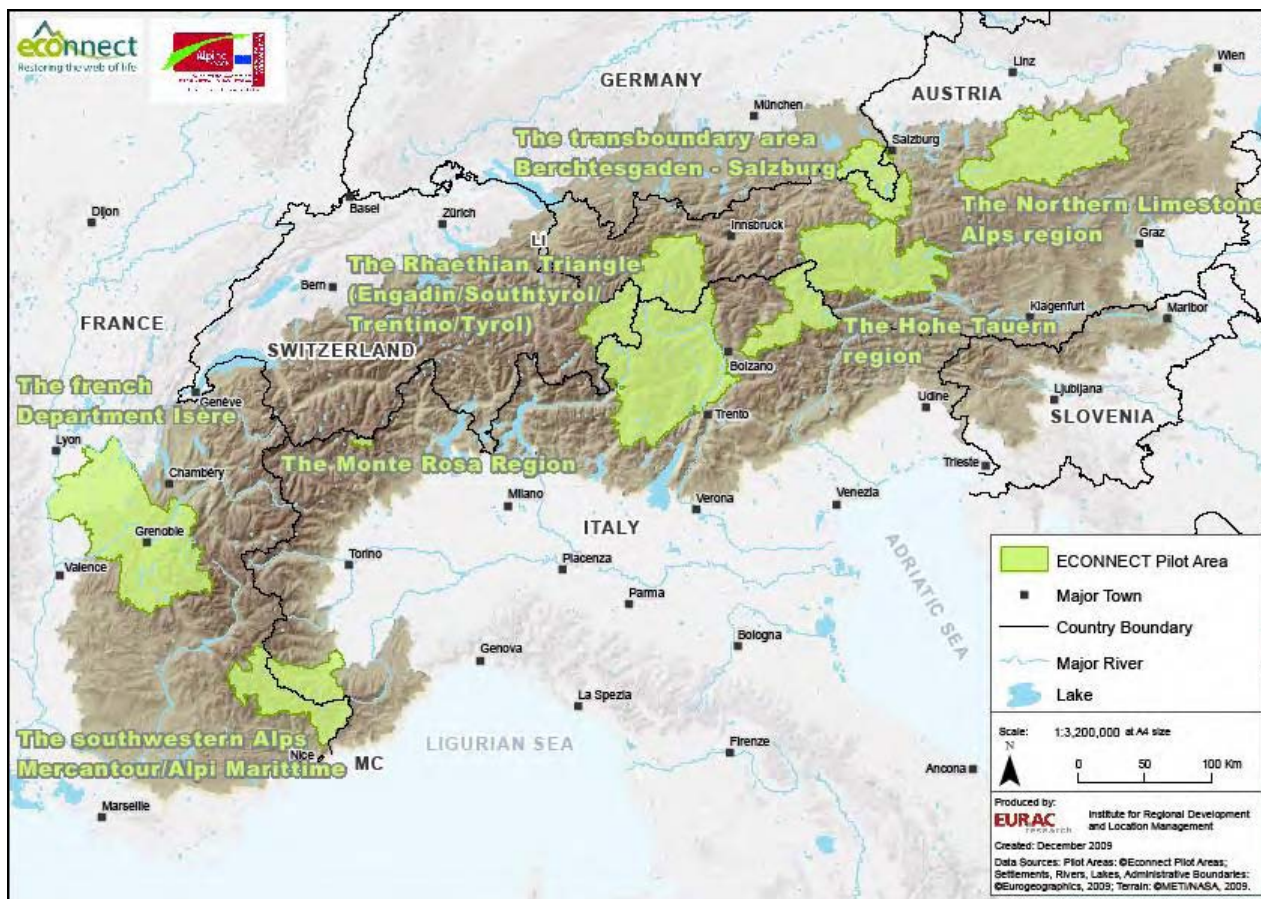 econnect
Restoring the web of life
Alpine
GERMANY
AUSTRIA
Linz
Wien
München
Salzburg
The transboundary area
Berchtesgaden - Salzburg
Dijon
Basel
Zürich
LI
Innsbruck
The Northern Limestone
Alps region
Graz
Bern
The Rhaethian Triangle
(Engadin/Southtyrol/
Trentino/Tyrol)
FRANCE
SWITZERLAND
Klagenfurt
Maribor
The Hohe Tauern
region
Bolzano
The french
Department Isère
Genève
Trento
Udine
Ljubljana
SLOVENIA
Lyon
Chambéry
The Monte Rosa Region
Trieste
Milano
Verona
Venezia
ITALY
Grenoble
Torino
Piacenza
Valence
Parma
ADRIATIC SEA
Bologna
Genova
La Spezia
The southwestern Alps
Mercantour/Alpi Marittime
Nice
MC
LIGURIAN SEA
Firenze
Ancona
Marseille
ECONNECT Pilot Area
Major Town
Country Boundary
Major River
Lake
Scale: 1:3,200,000 at A4 size
N
0 50 100 Km
Produced by:
EURAC
research
Institute for Regional Development
and Location Management
Created: December 2009
Data Sources: Pilot Areas: ©Econnect Pilot Areas;
Settlements, Rivers, Lakes, Administrative Boundaries:
©Eurogeographics, 2009; Terrain: ©METI/NASA, 2009.